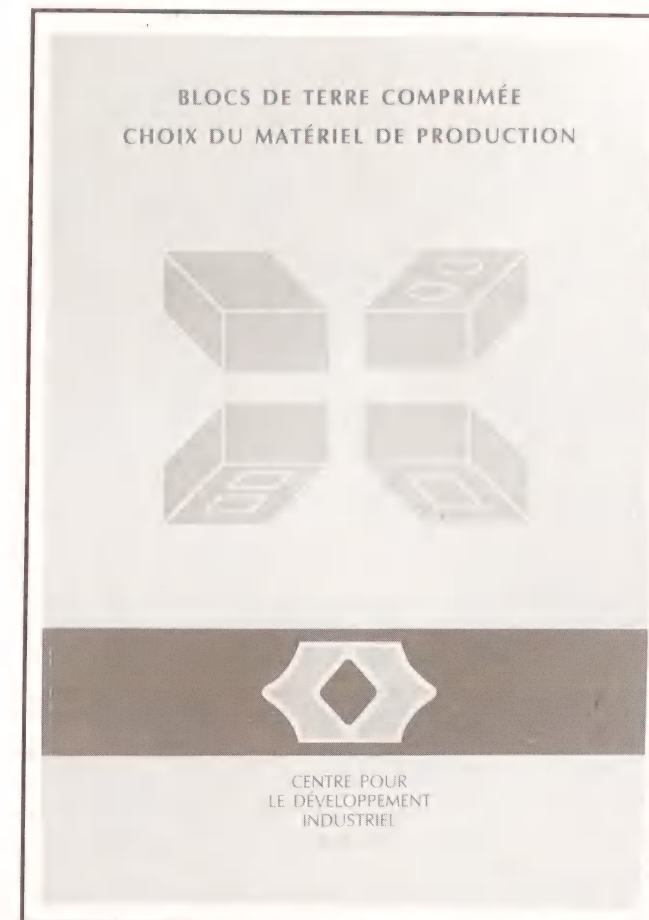 BLOCS DE TERRE COMPRIMÉE
CHOIX DU MATÉRIEL DE PRODUCTION
CENTRE POUR
LE DÉVELOPPEMENT
INDUSTRIEL